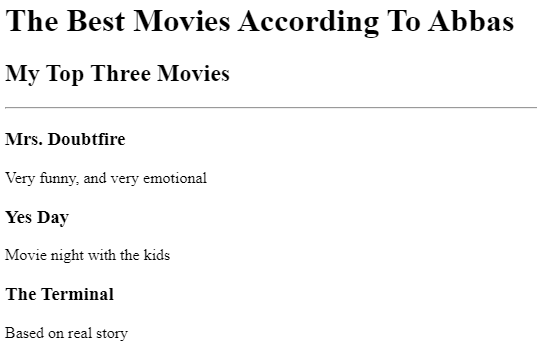 The Best Movies According To Abbas
My Top Three Movies
Mrs. Doubtfire
Very funny, and very emotional
Yes Day
Movie night with the kids
The Terminal
Based on real story